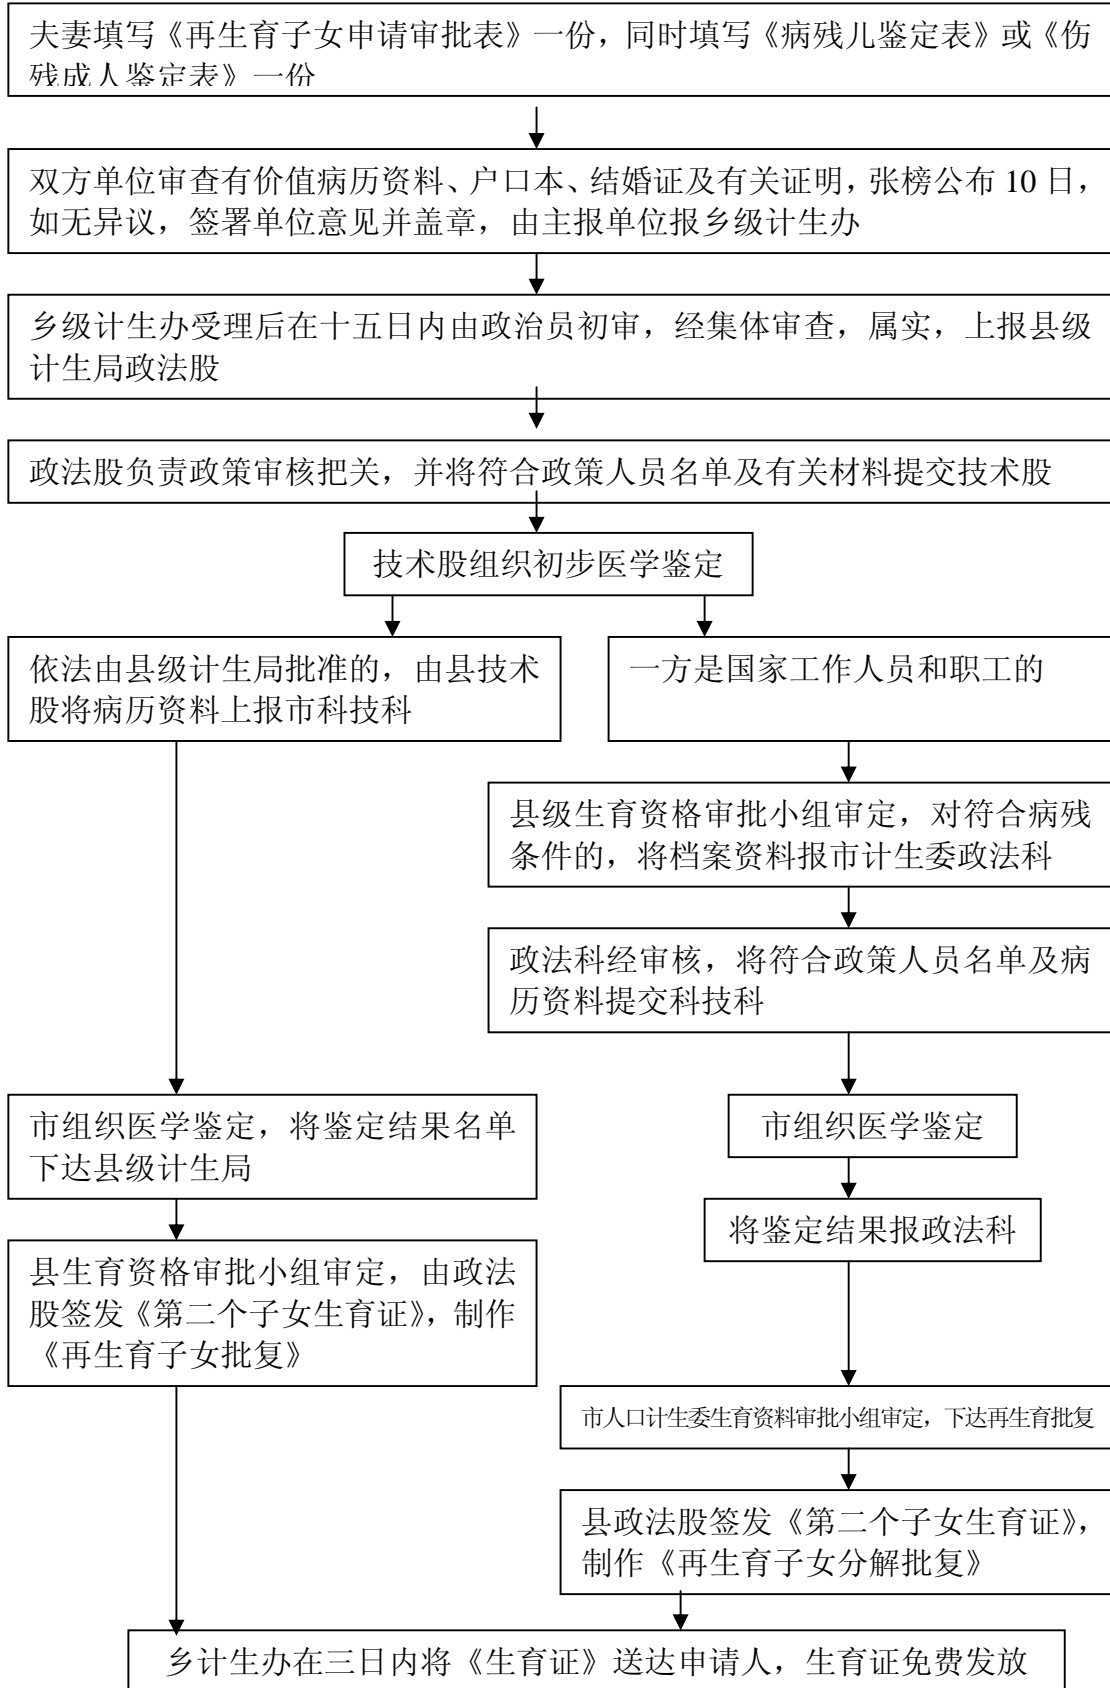 夫妻填写《再生育子女申请审批表》一份，同时填写《病残儿鉴定表》或《伤
残成人鉴定表》一份
双方单位审查有价值病历资料、户口本、结婚证及有关证明，张榜公布 10 日，
如无异议，签署单位意见并盖章，由主报单位报乡级计生办
乡级计生办受理后在十五日内由政治员初审，经集体审查，属实，上报县级
计生局政法股
政法股负责政策审核把关，并将符合政策人员名单及有关材料提交技术股
技术股组织初步医学鉴定
依法由县级计生局批准的，由县技术
股将病历资料上报市科技科
一方是国家工作人员和职工的
县级生育资格审批小组审定，对符合病残
条件的，将档案资料报市计生委政法科
政法科经审核，将符合政策人员名单及病
历资料提交科技科
市组织医学鉴定，将鉴定结果名单
下达县级计生局
市组织医学鉴定
将鉴定结果报政法科
县生育资格审批小组审定，由政法
股签发《第二个子女生育证》，制作
《再生育子女批复》
市人口计生委生育资料审批小组审定，下达再生育批复
县政法股签发《第二个子女生育证》，
制作《再生育子女分解批复》
乡计生办在三日内将《生育证》送达申请人，生育证免费发放